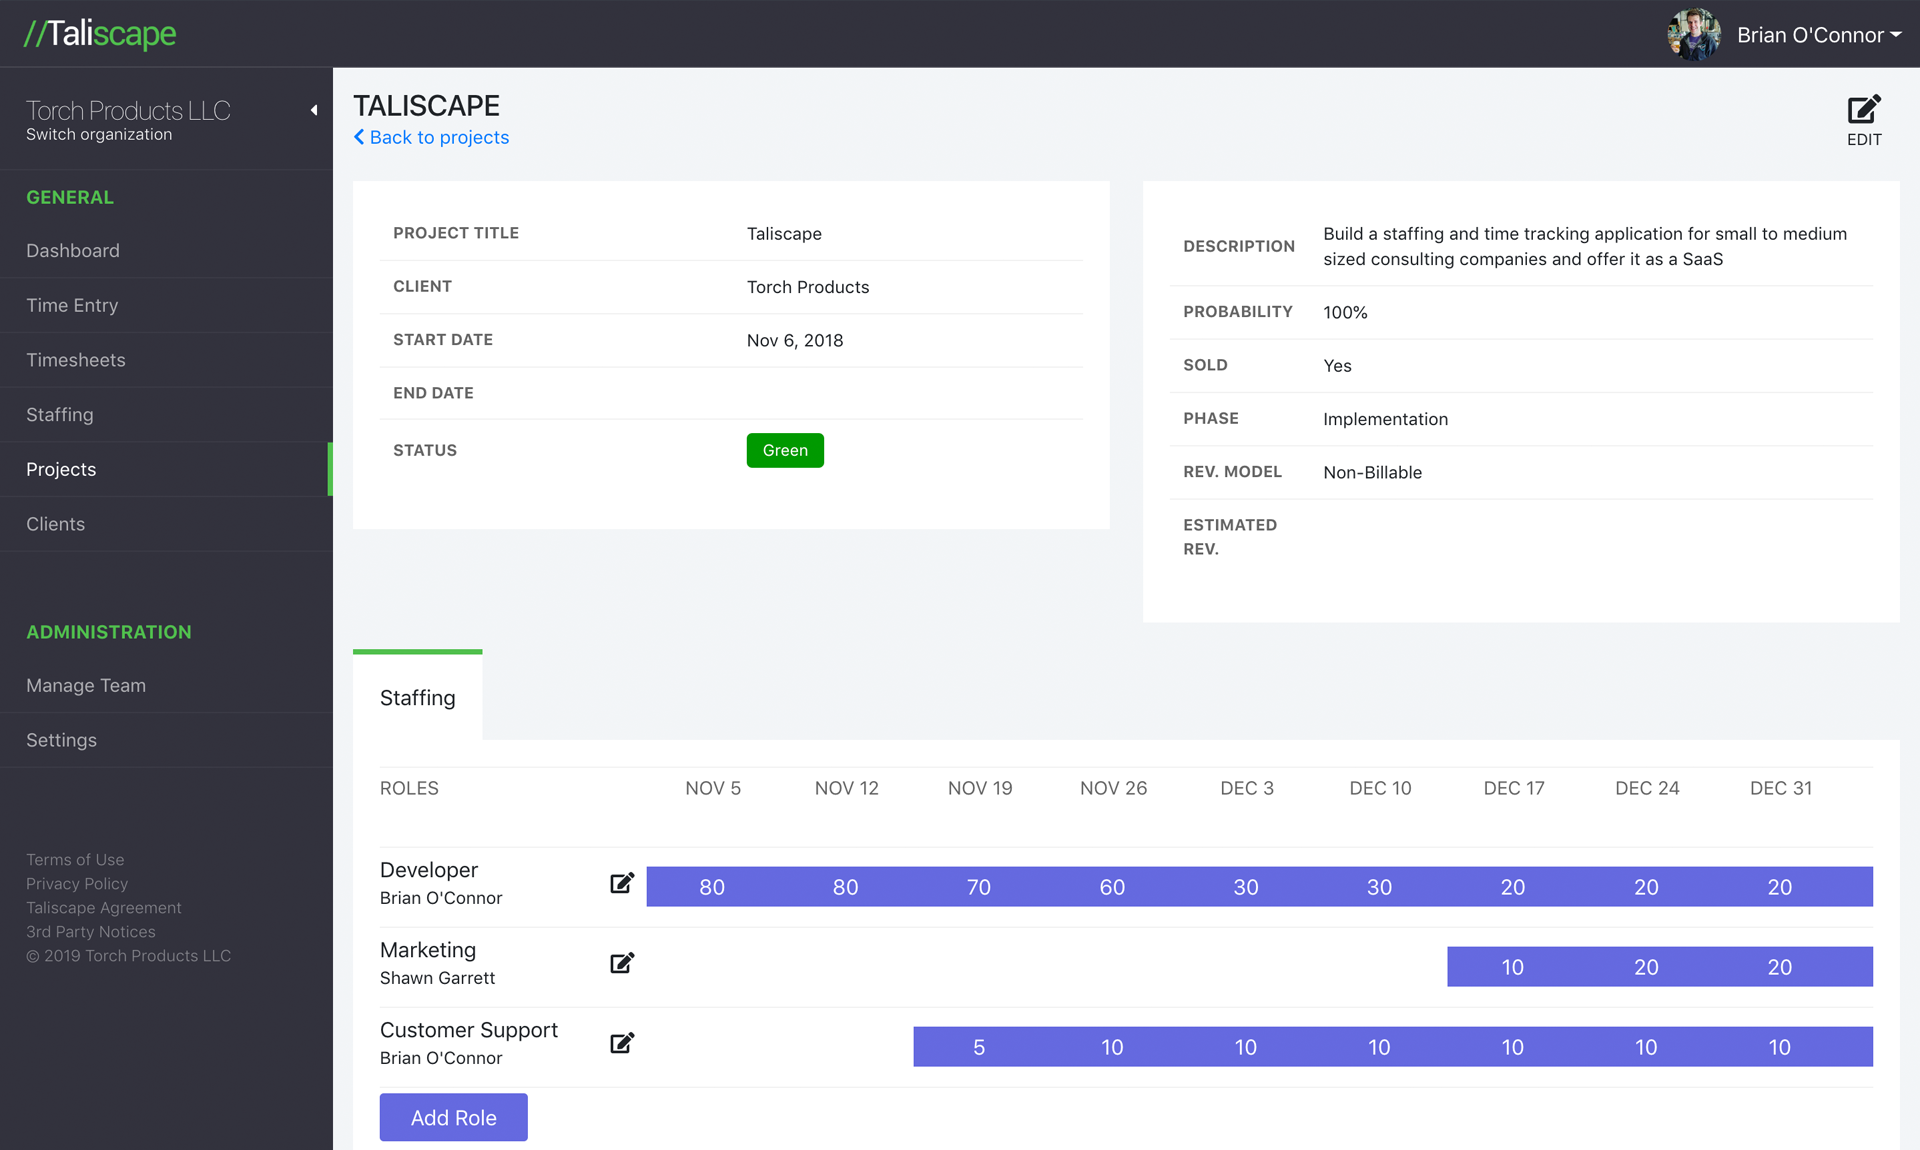 //Taliscape
Brian O'Connor
Torch Products LLC
Switch organization
GENERAL
Dashboard
Time Entry
Timesheets
Staffing
Projects
Clients
ADMINISTRATION
Manage Team
Settings
Terms of Use
Privacy Policy
Taliscape Agreement
3rd Party Notices
© 2019 Torch Products LLC
TALISCAPE
Back to projects
EDIT
PROJECT TITLE Taliscape
CLIENT Torch Products
START DATE Nov 6, 2018
END DATE
STATUS Green
DESCRIPTION Build a staffing and time tracking application for small to medium
sized consulting companies and offer it as a SaaS
PROBABILITY 100%
SOLD Yes
PHASE Implementation
REV. MODEL Non-Billable
ESTIMATED
REV.
Staffing
ROLES NOV 5 NOV 12 NOV 19 NOV 26 DEC 3 DEC 10 DEC 17 DEC 24 DEC 31
Developer
Brian O'Connor
80 80 70 60 30 30 20 20 20
Marketing
Shawn Garrett
10 20 20
Customer Support
Brian O'Connor
5 10 10 10 10 10 10
Add Role